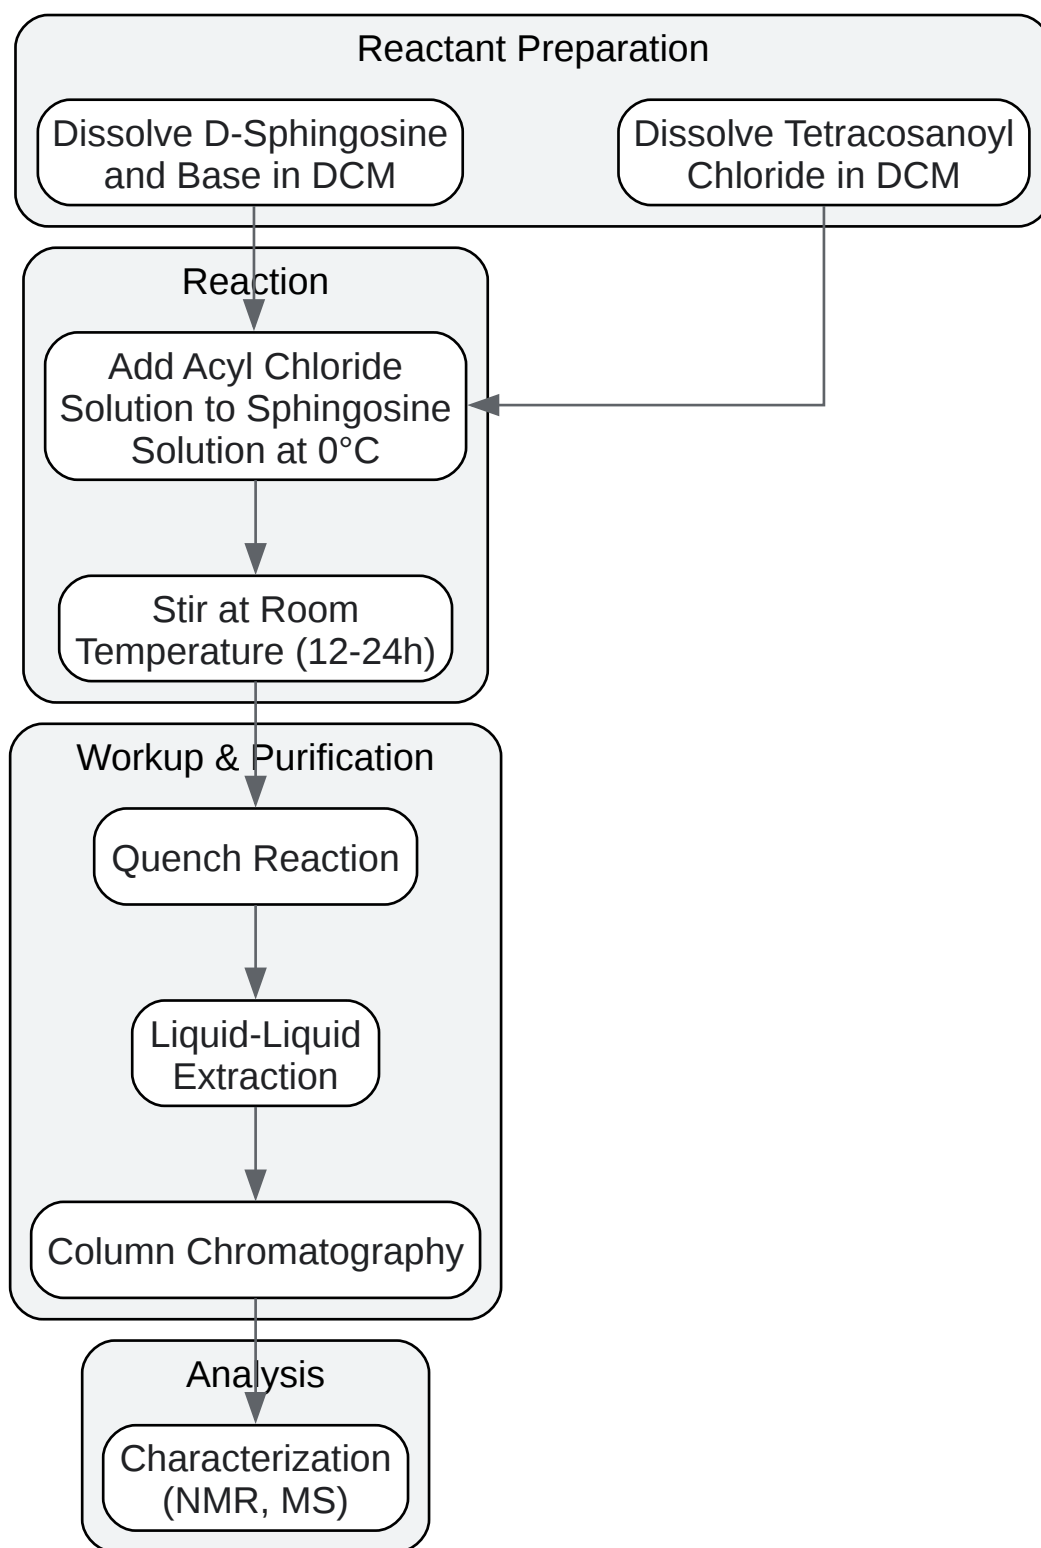 Reactant Preparation
Dissolve D-Sphingosine
and Base in DCM
Dissolve Tetracosanoyl
Chloride in DCM
Reaction
Add Acyl Chloride
Solution to Sphingosine
Solution at 0°C
Stir at Room
Temperature (12-24h)
Workup & Purification
Quench Reaction
Liquid-Liquid
Extraction
Column Chromatography
Analysis
Characterization
(NMR, MS)